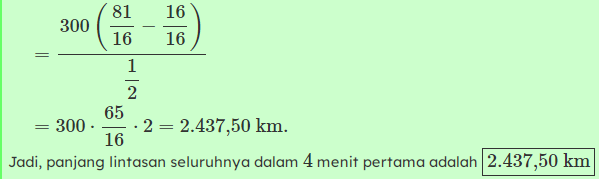 = 300 ( 81/16 − 16/16 ) / 1/2
= 300 · 65/16 · 2 = 2.437,50 km.
Jadi, panjang lintasan seluruhnya dalam 4 menit pertama adalah 2.437,50 km